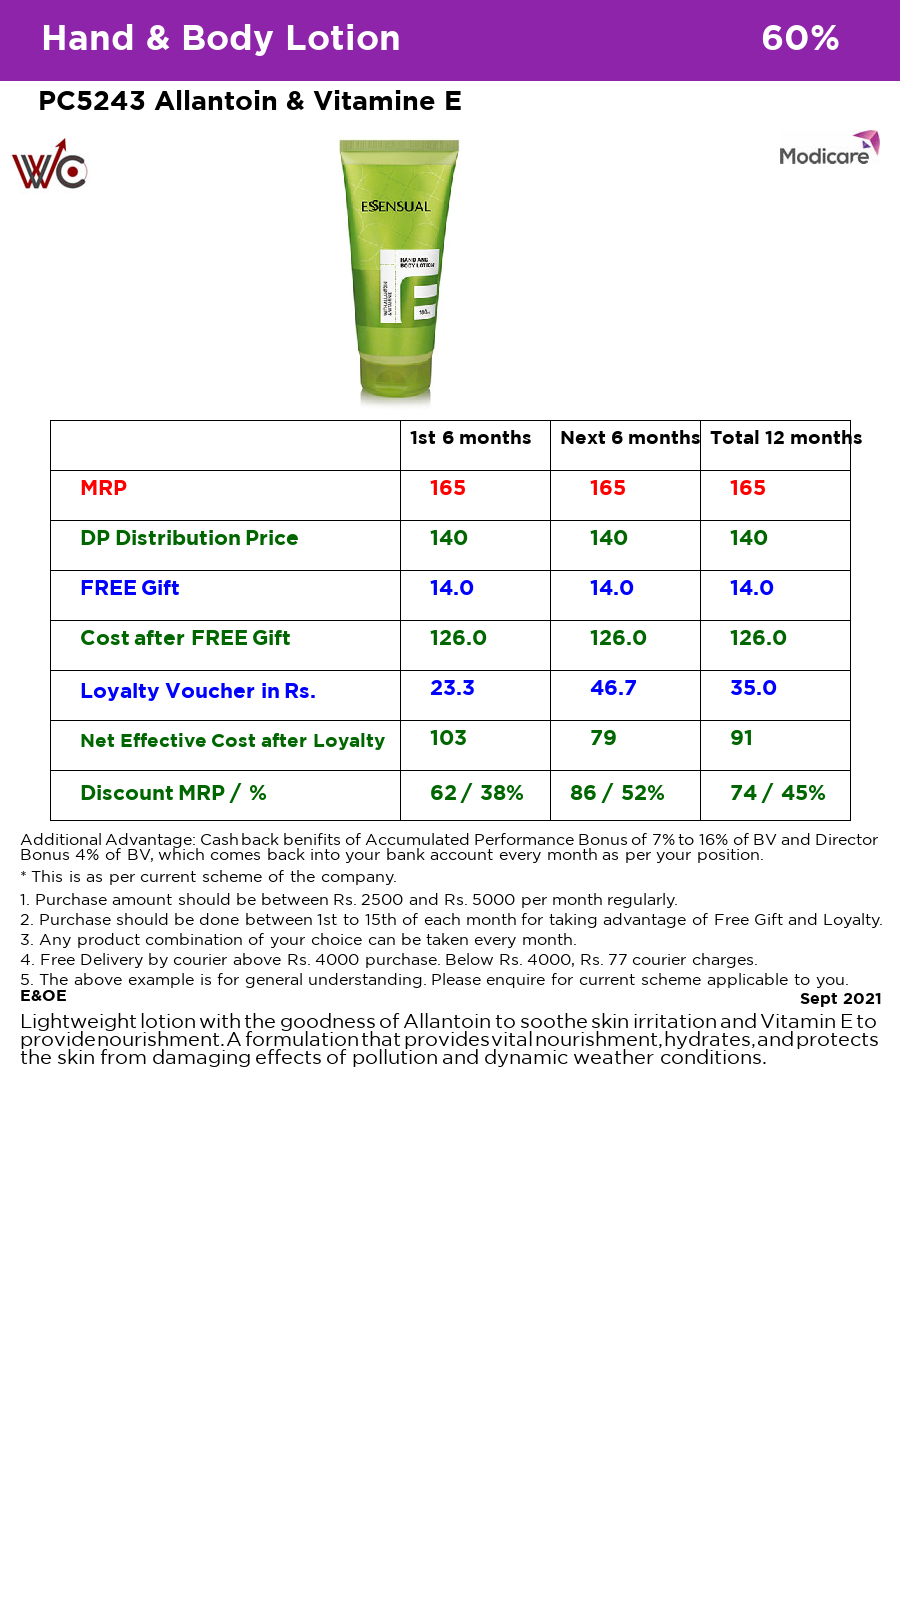 Hand & Body Lotion 60%
PC5243 Allantoin & Vitamine E
WC
Modicare
ESSENSUAL
HAND AND
BODY LOTION
1st 6 months Next 6 months Total 12 months
MRP 165 165 165
DP Distribution Price 140 140 140
FREE Gift 14.0 14.0 14.0
Cost after FREE Gift 126.0 126.0 126.0
Loyalty Voucher in Rs. 23.3 46.7 35.0
Net Effective Cost after Loyalty 103 79 91
Discount MRP / % 62 / 38% 86 / 52% 74 / 45%
Additional Advantage: Cash back benifits of Accumulated Performance Bonus of 7% to 16% of BV and Director
Bonus 4% of BV, which comes back into your bank account every month as per your position.
* This is as per current scheme of the company.
1. Purchase amount should be between Rs. 2500 and Rs. 5000 per month regularly.
2. Purchase should be done between 1st to 15th of each month for taking advantage of Free Gift and Loyalty.
3. Any product combination of your choice can be taken every month.
4. Free Delivery by courier above Rs. 4000 purchase. Below Rs. 4000, Rs. 77 courier charges.
5. The above example is for general understanding. Please enquire for current scheme applicable to you.
E&OE Sept 2021
Lightweight lotion with the goodness of Allantoin to soothe skin irritation and Vitamin E to
provide nourishment. A formulation that provides vital nourishment, hydrates, and protects
the skin from damaging effects of pollution and dynamic weather conditions.